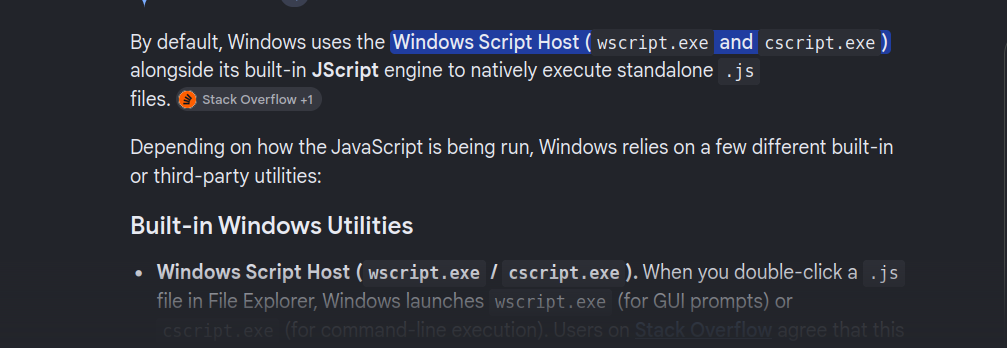 By default, Windows uses the Windows Script Host ( wscript.exe and cscript.exe )
alongside its built-in JScript engine to natively execute standalone .js
files. Stack Overflow +1
Depending on how the JavaScript is being run, Windows relies on a few different built-in
or third-party utilities:
Built-in Windows Utilities
• Windows Script Host ( wscript.exe / cscript.exe ). When you double-click a .js
file in File Explorer, Windows launches wscript.exe (for GUI prompts) or
cscript.exe (for command-line execution). Users on Stack Overflow agree that this